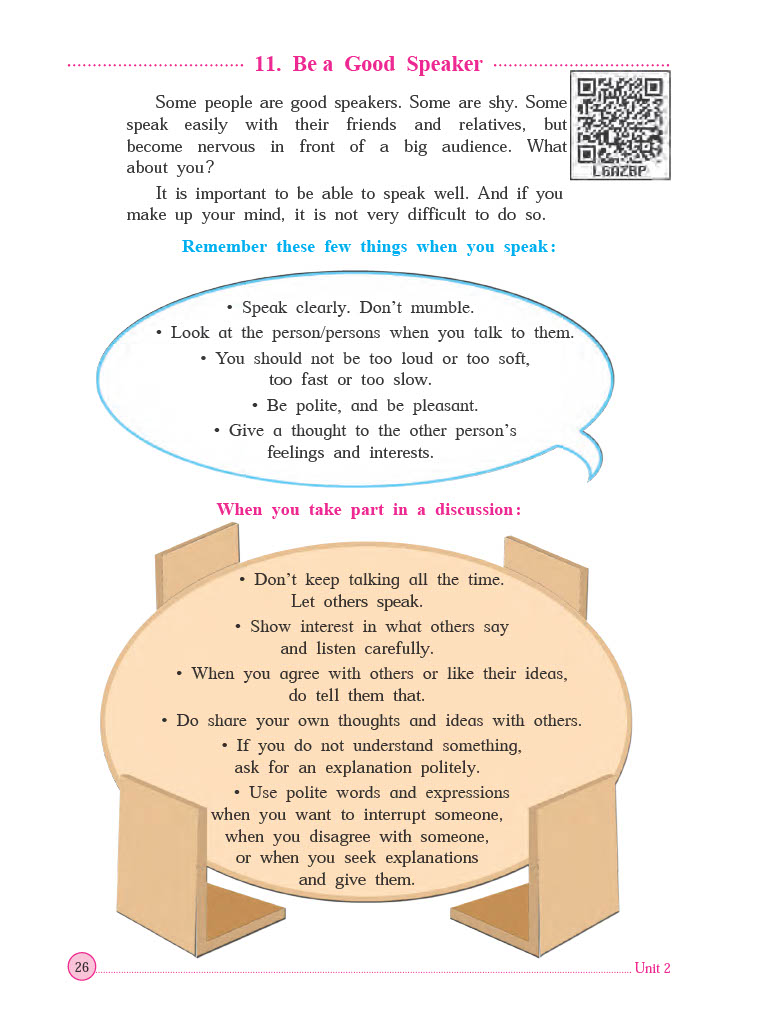 11. Be a Good Speaker
Some people are good speakers. Some are shy. Some
speak easily with their friends and relatives, but
become nervous in front of a big audience. What
about you?
L6AZBP
It is important to be able to speak well. And if you
make up your mind, it is not very difficult to do so.
Remember these few things when you speak:
• Speak clearly. Don't mumble.
• Look at the person/persons when you talk to them.
• You should not be too loud or too soft,
too fast or too slow.
• Be polite, and be pleasant.
• Give a thought to the other person's
feelings and interests.
When you take part in a discussion:
• Don't keep talking all the time.
Let others speak.
• Show interest in what others say
and listen carefully.
• When you agree with others or like their ideas,
do tell them that.
• Do share your own thoughts and ideas with others.
• If you do not understand something,
ask for an explanation politely.
• Use polite words and expressions
when you want to interrupt someone,
when you disagree with someone,
or when you seek explanations
and give them.
26
Unit 2